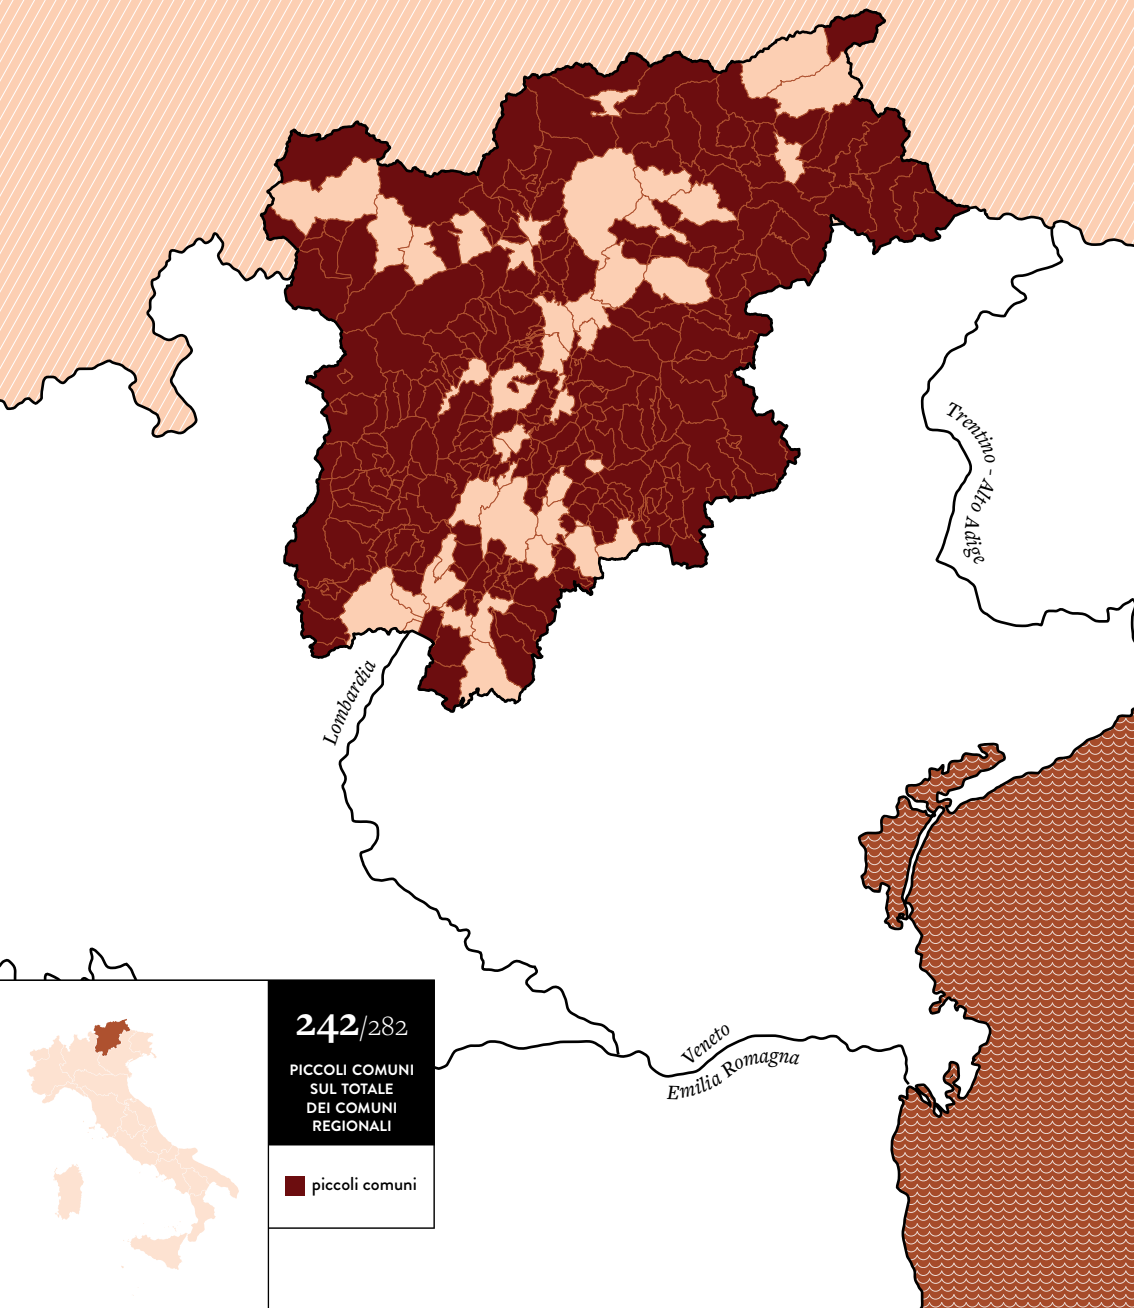 Trentino - Alto Adige
Lombardia
Veneto
Emilia Romagna
242/282
PICCOLI COMUNI
SUL TOTALE
DEI COMUNI
REGIONALI
piccoli comuni